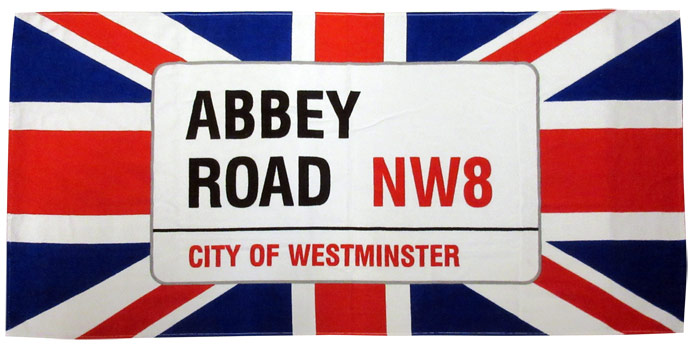 ABBEY
ROAD NW8
CITY OF WESTMINSTER